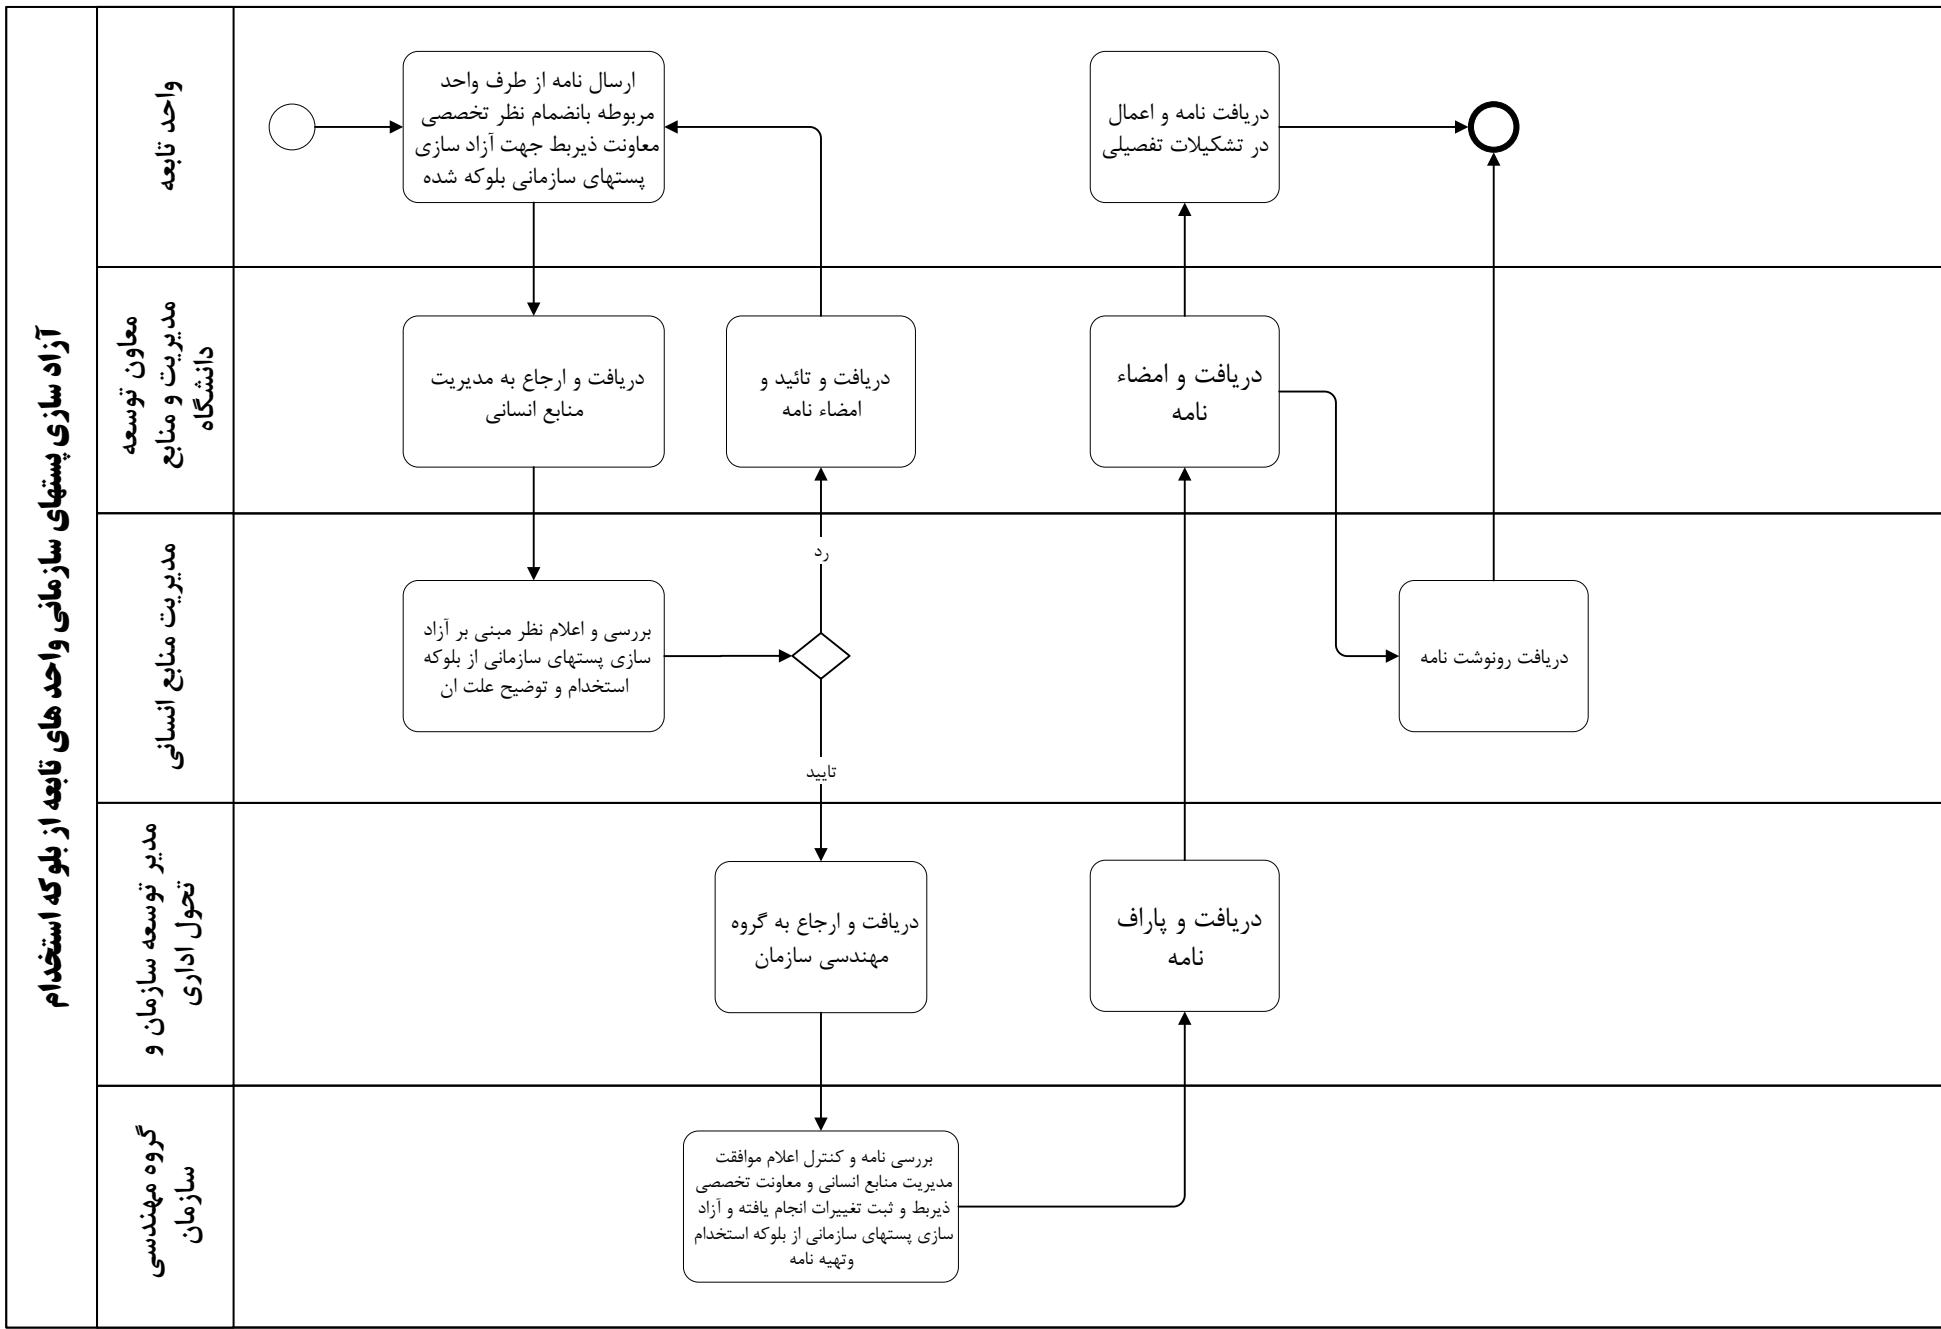 آزاد سازی پستهای سازمانی واحد های تابعه از بلوکه استخدام
واحد تابعه
ارسال نامه از طرف واحد
مربوطه بانضمام نظر تخصصی
معاونت ذیربط جهت آزاد سازی
پستهای سازمانی بلوکه شده
دریافت نامه و اعمال
در تشکیلات تفصیلی
معاون توسعه
مدیریت و منابع
دانشگاه
دریافت و ارجاع به مدیریت
منابع انسانی
دریافت و تائید و
امضاء نامه
دریافت و امضاء
نامه
مدیریت منابع انسانی
بررسی و اعلام نظر مبنی بر آزاد
سازی پستهای سازمانی از بلوکه
استخدام و توضیح علت ان
رد
تایید
دریافت رونوشت نامه
مدیر توسعه سازمان و
تحول اداری
دریافت و ارجاع به گروه
مهندسی سازمان
دریافت و پاراف
نامه
گروه مهندسی
سازمان
بررسی نامه و کنترل اعلام موافقت
مدیریت منابع انسانی و معاونت تخصصی
ذیربط و ثبت تغییرات انجام یافته و آزاد
سازی پستهای سازمانی از بلوکه استخدام
وتهیه نامه